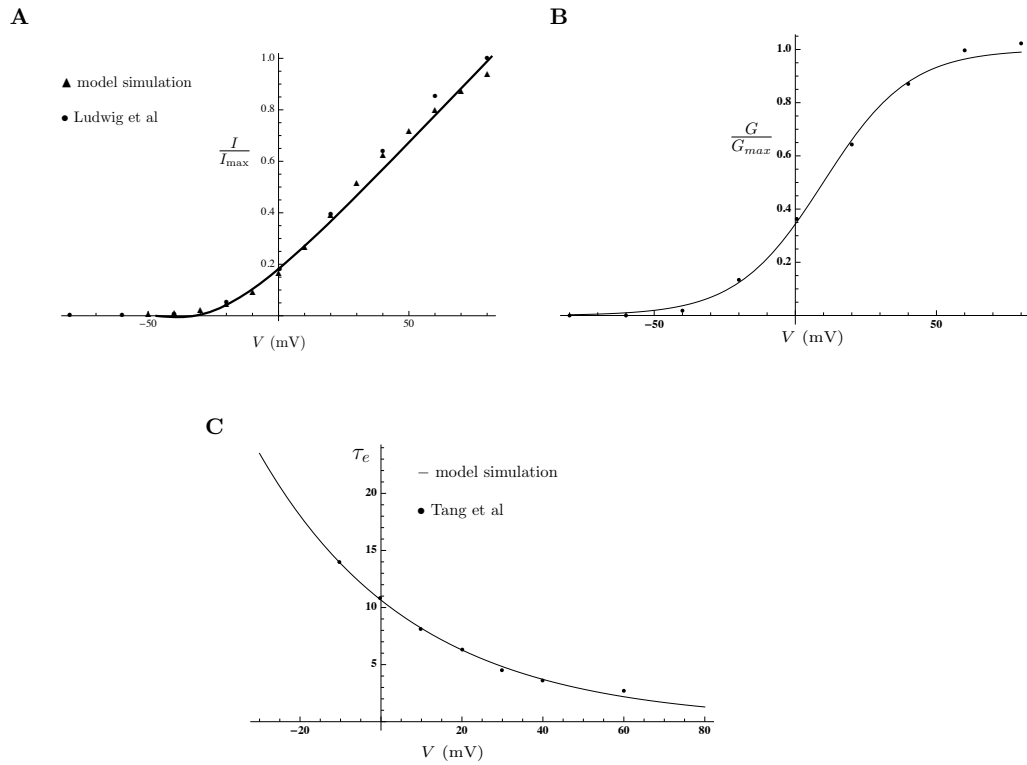 A
▲ model simulation
● Ludwig et al
I
I_max
1.0
0.8
0.6
0.4
0.2
−50
50
V (mV)
B
G
G_max
1.0
0.8
0.6
0.4
0.2
−50
50
V (mV)
C
τ_e
− model simulation
● Tang et al
20
15
10
5
−20
20
40
60
80
V (mV)